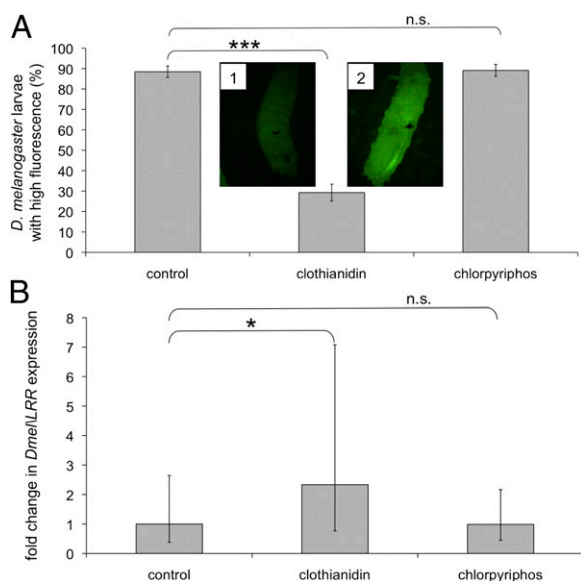 A
n.s.
***
100
90
80
70
60
50
40
30
20
10
0
D. melanogaster larvae
with high fluorescence (%)
1
2
control clothianidin chlorpyriphos
B
n.s.
*
8
7
6
5
4
3
2
1
0
fold change in Dmel\LRR expression
control clothianidin chlorpyriphos